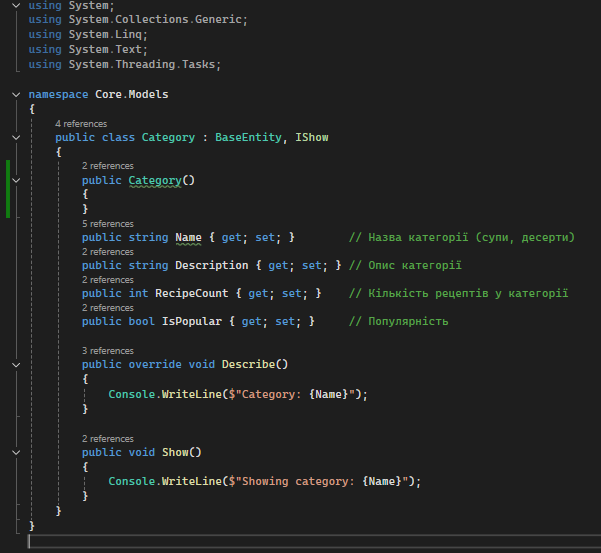 using System;
using System.Collections.Generic;
using System.Linq;
using System.Text;
using System.Threading.Tasks;
namespace Core.Models
{
4 references
public class Category : BaseEntity, IShow
{
2 references
public Category()
{
}
5 references
public string Name { get; set; } // Назва категорії (супи, десерти)
2 references
public string Description { get; set; } // Опис категорії
2 references
public int RecipeCount { get; set; } // Кількість рецептів у категорії
2 references
public bool IsPopular { get; set; } // Популярність
3 references
public override void Describe()
{
Console.WriteLine($"Category: {Name}");
}
2 references
public void Show()
{
Console.WriteLine($"Showing category: {Name}");
}
}
}